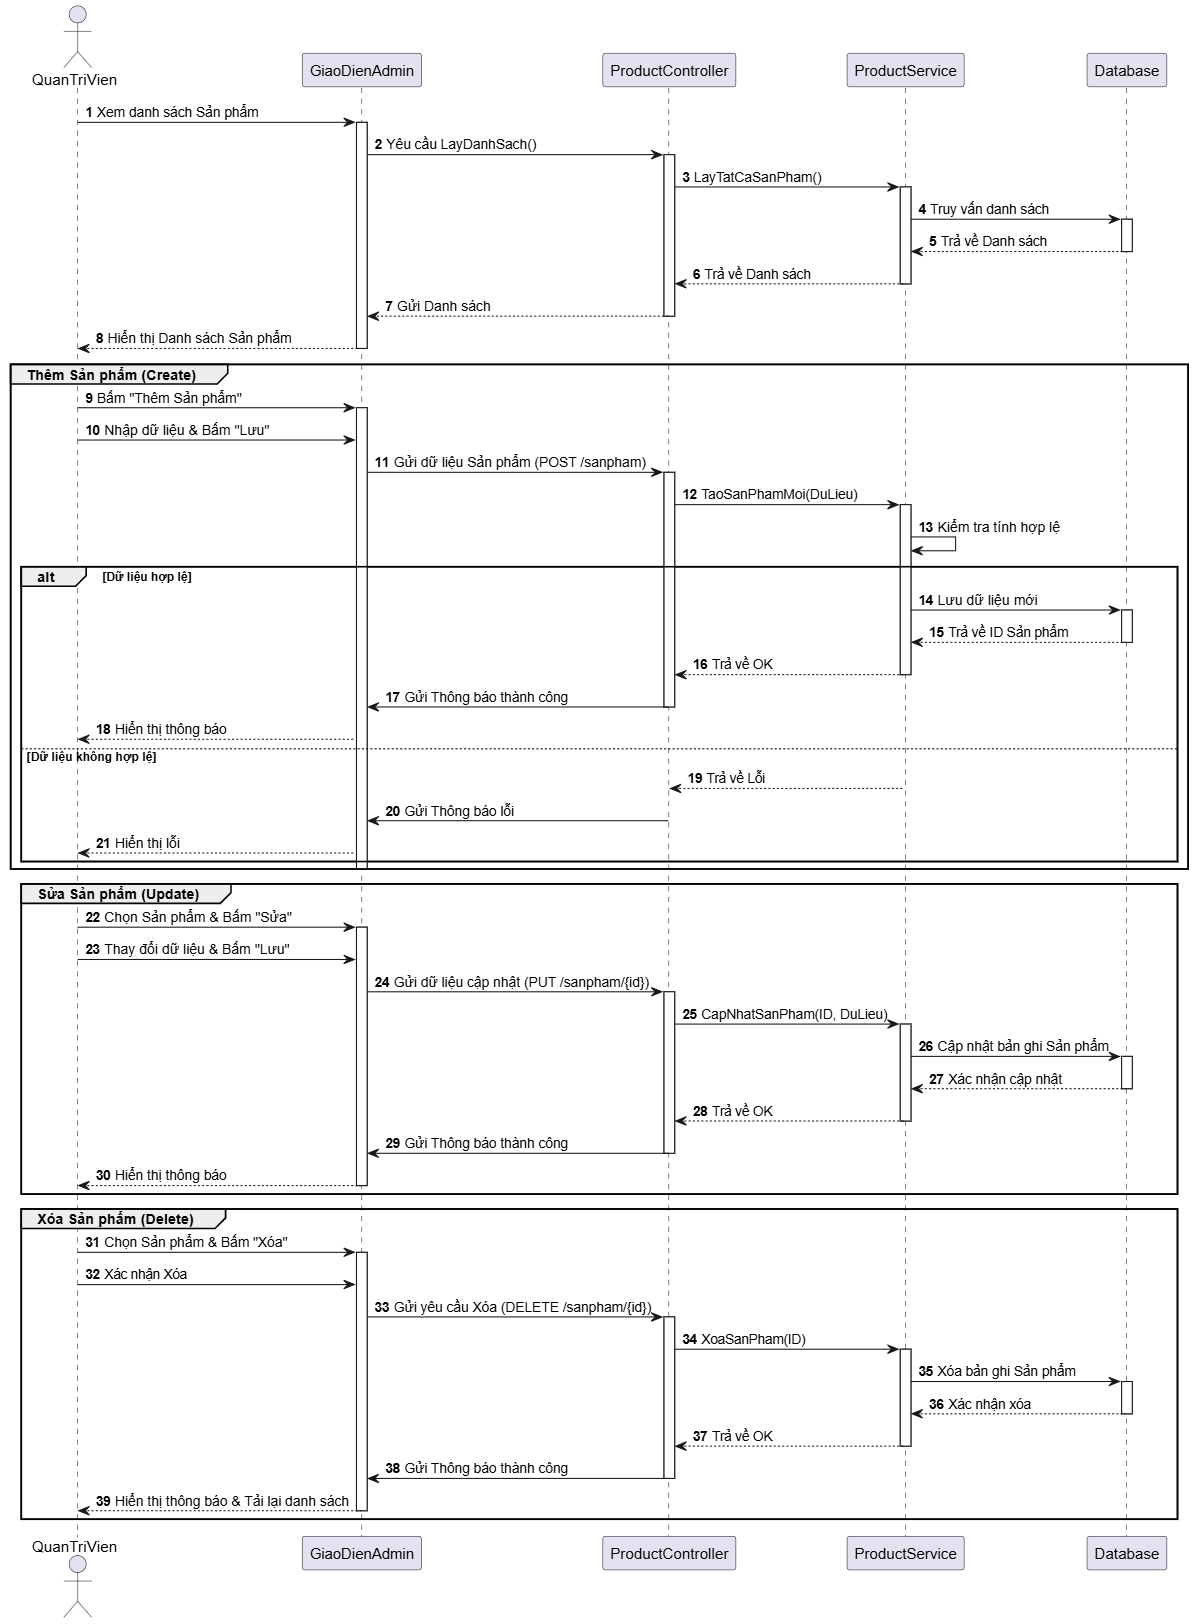 QuanTriVien
GiaoDienAdmin
ProductController
ProductService
Database
1 Xem danh sách Sản phẩm
2 Yêu cầu LayDanhSach()
3 LayTatCaSanPham()
4 Truy vấn danh sách
5 Trả về Danh sách
6 Trả về Danh sách
7 Gửi Danh sách
8 Hiển thị Danh sách Sản phẩm
Thêm Sản phẩm (Create)
9 Bấm "Thêm Sản phẩm"
10 Nhập dữ liệu & Bấm "Lưu"
11 Gửi dữ liệu Sản phẩm (POST /sanpham)
12 TaoSanPhamMoi(DuLieu)
13 Kiểm tra tính hợp lệ
alt [Dữ liệu hợp lệ]
14 Lưu dữ liệu mới
15 Trả về ID Sản phẩm
16 Trả về OK
17 Gửi Thông báo thành công
18 Hiển thị thông báo
[Dữ liệu không hợp lệ]
19 Trả về Lỗi
20 Gửi Thông báo lỗi
21 Hiển thị lỗi
Sửa Sản phẩm (Update)
22 Chọn Sản phẩm & Bấm "Sửa"
23 Thay đổi dữ liệu & Bấm "Lưu"
24 Gửi dữ liệu cập nhật (PUT /sanpham/{id})
25 CapNhatSanPham(ID, DuLieu)
26 Cập nhật bản ghi Sản phẩm
27 Xác nhận cập nhật
28 Trả về OK
29 Gửi Thông báo thành công
30 Hiển thị thông báo
Xóa Sản phẩm (Delete)
31 Chọn Sản phẩm & Bấm "Xóa"
32 Xác nhận Xóa
33 Gửi yêu cầu Xóa (DELETE /sanpham/{id})
34 XoaSanPham(ID)
35 Xóa bản ghi Sản phẩm
36 Xác nhận xóa
37 Trả về OK
38 Gửi Thông báo thành công
39 Hiển thị thông báo & Tải lại danh sách
QuanTriVien
GiaoDienAdmin
ProductController
ProductService
Database